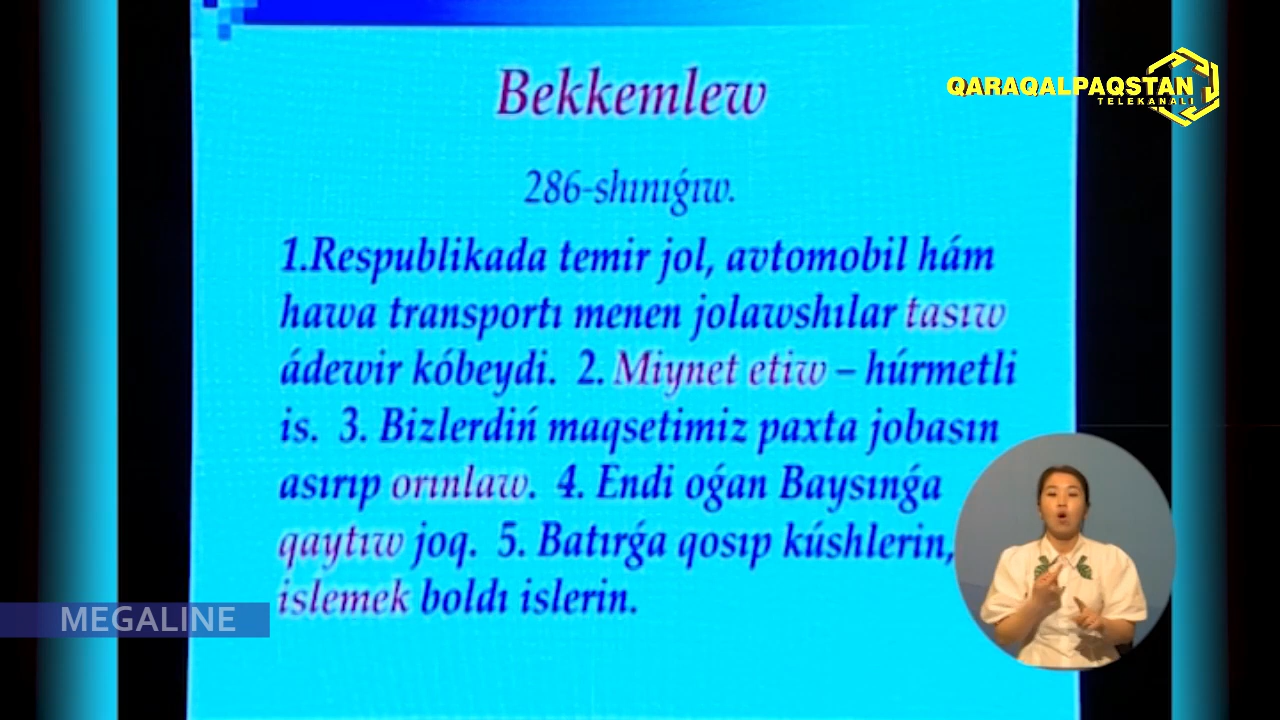 Bekkemlew
QARAQALPAQSTAN
TELEKANALI
286-shınıǵıw.
1.Respublikada temir jol, avtomobil hám
hawa transportı menen jolawshılar tasıw
ádewir kóbeydi. 2. Miynet etiw – húrmetli
is. 3. Bizlerdiń maqsetimiz paxta jobasın
asırıp orınlaw. 4. Endi oǵan Baysınǵa
qaytıw joq. 5. Batırǵa qosıp kúshlerin,
islemek boldı islerin.
MEGALINE